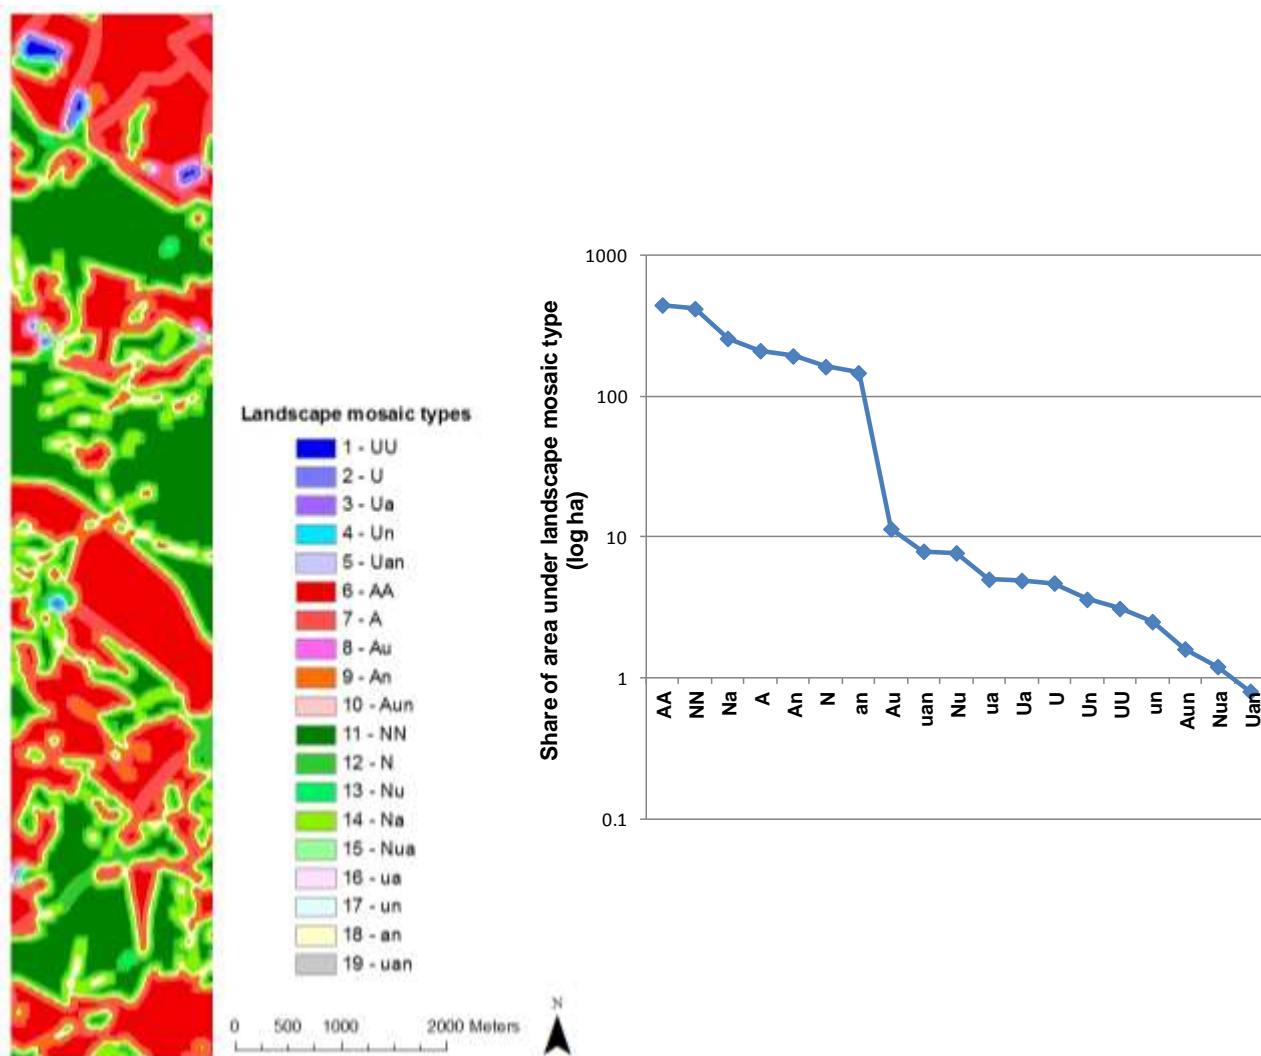 Landscape mosaic types
1 - UU
2 - U
3 - Ua
4 - Un
5 - Uan
6 - AA
7 - A
8 - Au
9 - An
10 - Aun
11 - NN
12 - N
13 - Nu
14 - Na
15 - Nua
16 - ua
17 - un
18 - an
19 - uan
0 500 1000 2000 Meters
N
Share of area under landscape mosaic type
(log ha)
1000
100
10
1
0.1
AA NN Na A An N an Au uan Nu ua Ua U Un UU un Aun Nua Uan